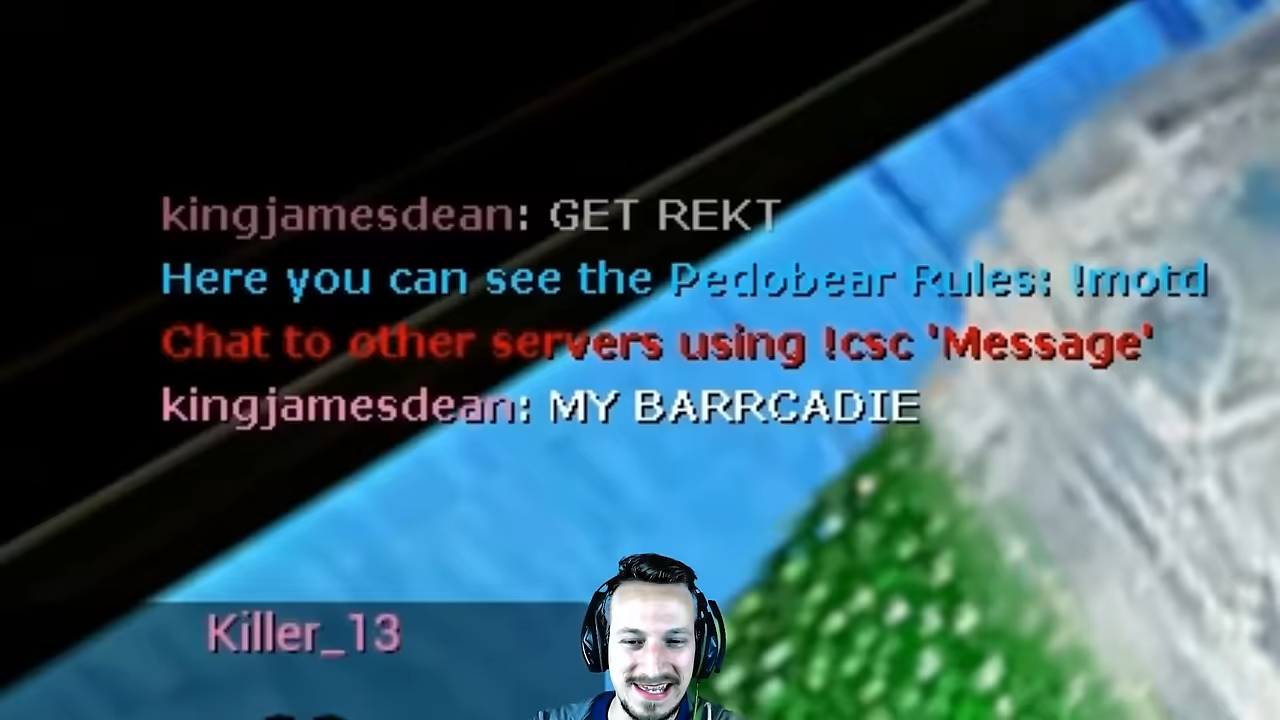 kingjamesdean: GET REKT
Here you can see the Pedobear Rules: !motd
Chat to other servers using !csc 'Message'
kingjamesdean: MY BARRCADIE
Killer_13